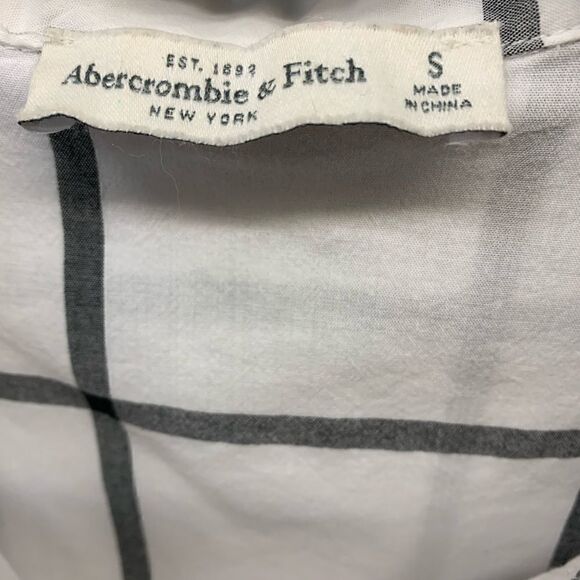 EST. 1892
Abercrombie & Fitch
NEW YORK
S
MADE
IN CHINA